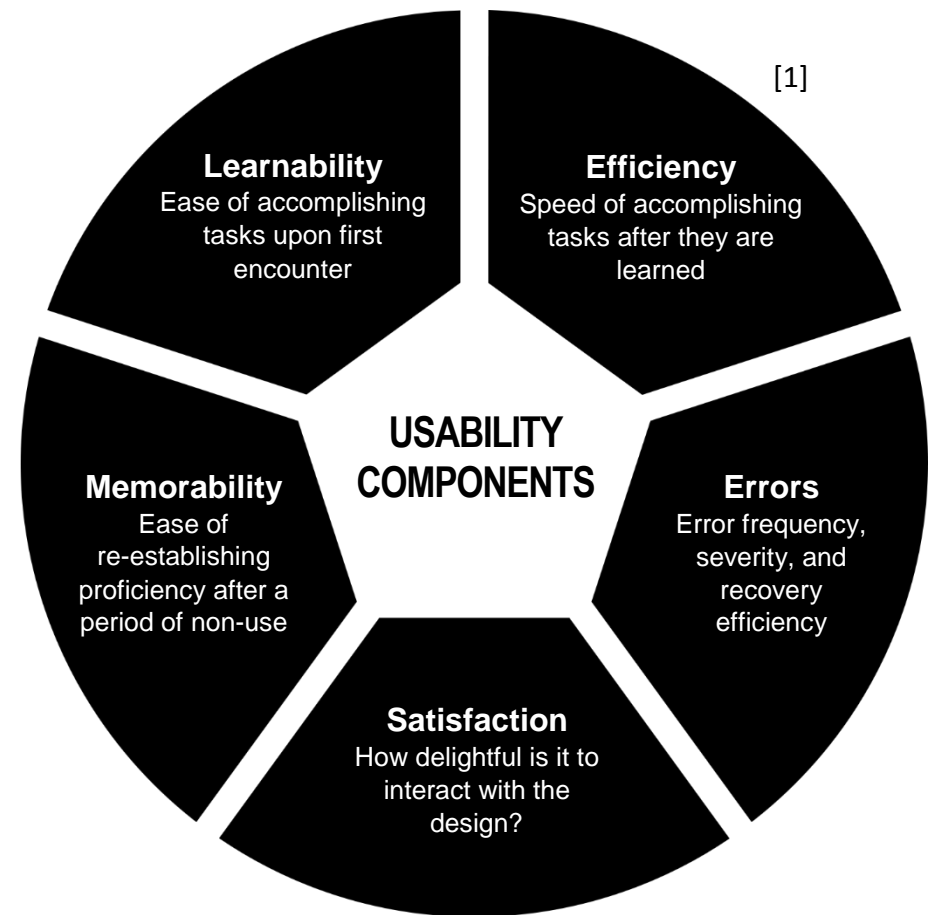 [1]
Learnability
Ease of accomplishing
tasks upon first
encounter
Efficiency
Speed of accomplishing
tasks after they are
learned
USABILITY
COMPONENTS
Memorability
Ease of
re-establishing
proficiency after a
period of non-use
Errors
Error frequency,
severity, and
recovery
efficiency
Satisfaction
How delightful is it to
interact with the
design?